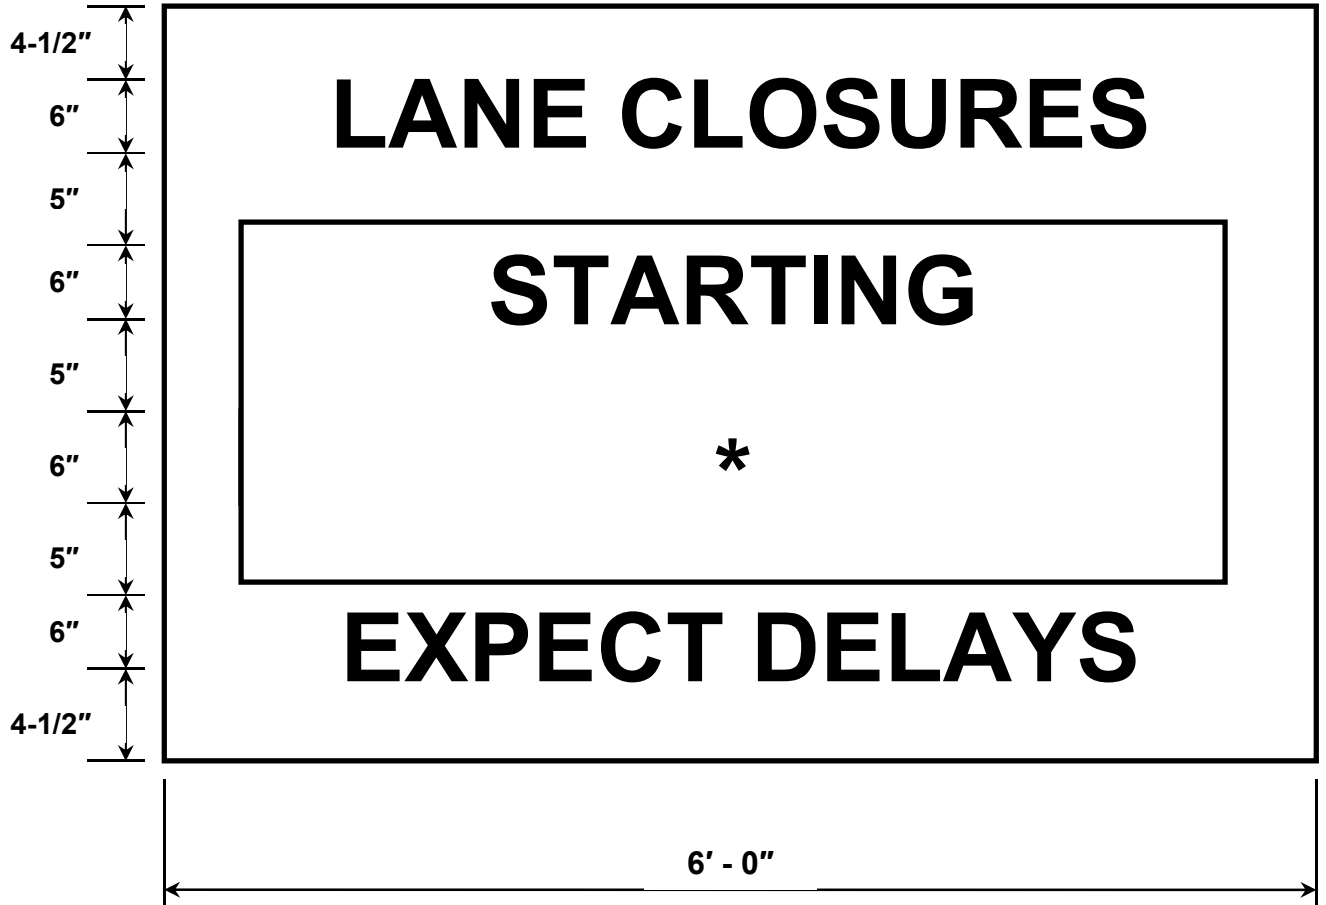 4-1/2″
LANE CLOSURES
6″
5″
STARTING
6″
5″
*
6″
5″
EXPECT DELAYS
6″
4-1/2″
6′ - 0″